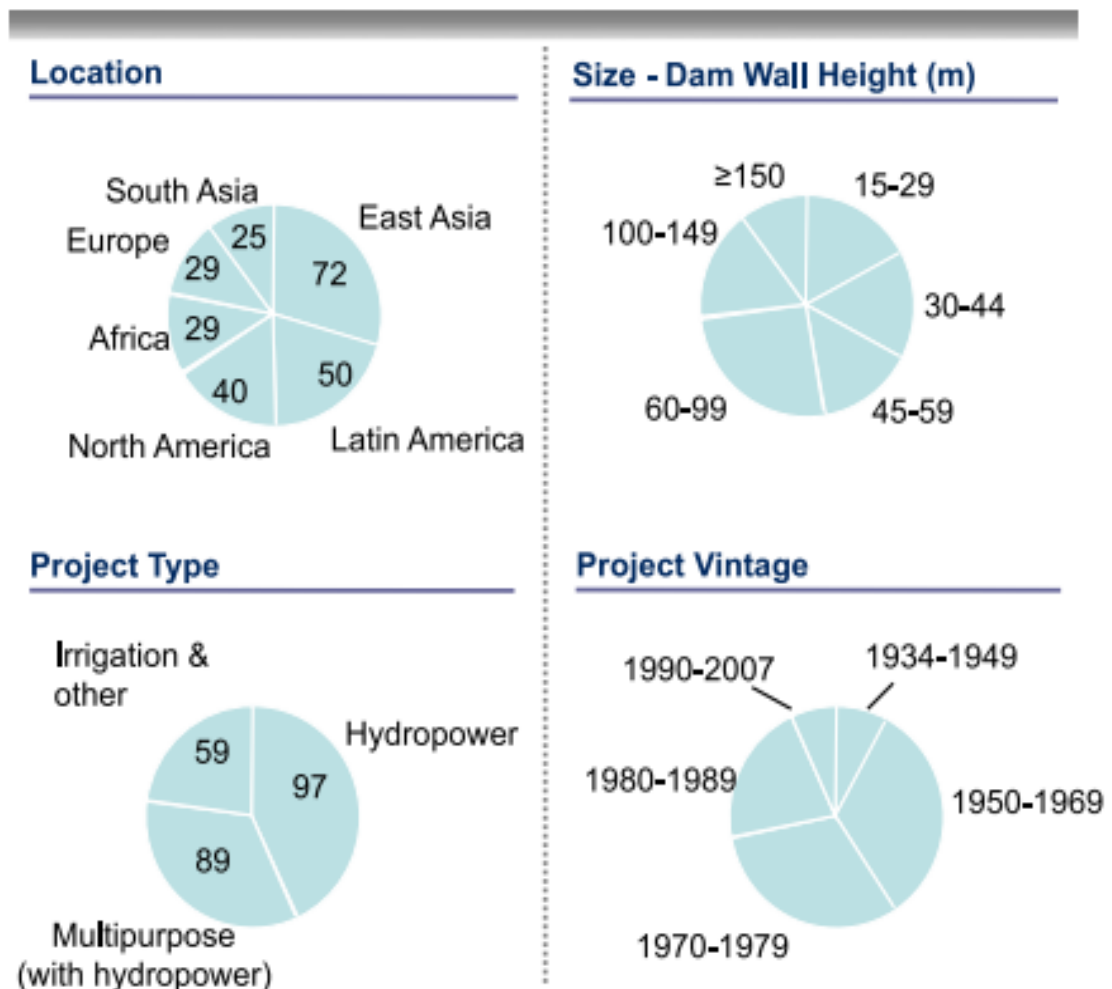 Location
South Asia
East Asia
Europe
25
72
29
Africa
29
50
40
North America
Latin America
Size - Dam Wall Height (m)
≥150
15-29
100-149
30-44
60-99
45-59
Project Type
Irrigation &
other
Hydropower
59
97
89
Multipurpose
(with hydropower)
Project Vintage
1990-2007
1934-1949
1980-1989
1950-1969
1970-1979